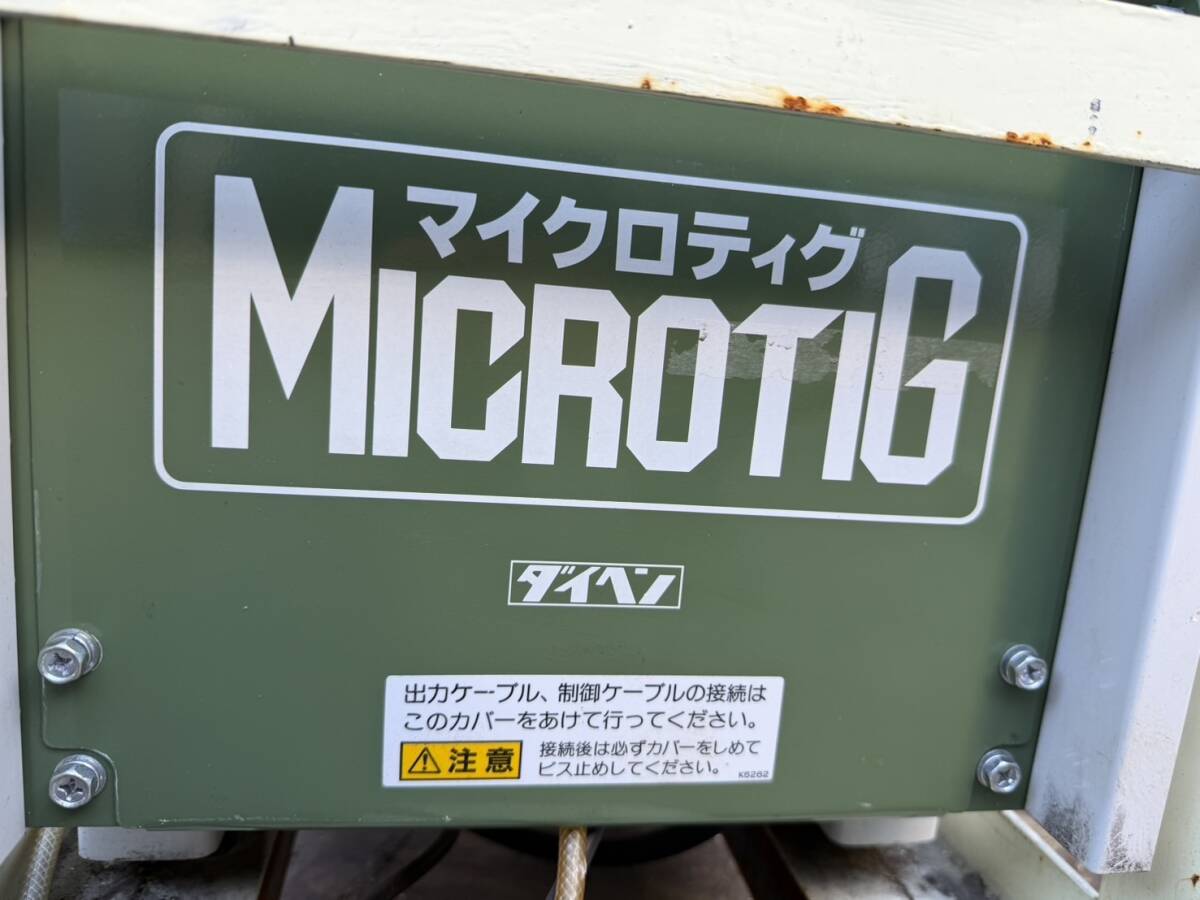 マイクロティグ
MICROTIG
ダイヘン
出力ケーブル、制御ケーブルの接続は
このカバーをあけて行ってください。
注意
接続後は必ずカバーをしめて
ビス止めしてください。
K6262